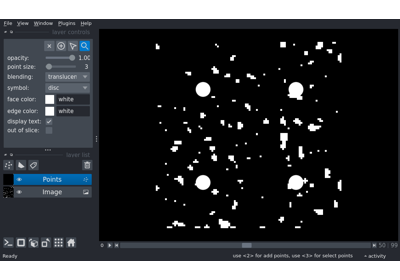 File View Window Plugins Help
layer controls
opacity: 1.00
point size: 3
blending: translucen
symbol: disc
face color: white
edge color: white
display text:
out of slice:
layer list
Points
Image
0 50 99
Ready use <2> for add points, use <3> for select points activity